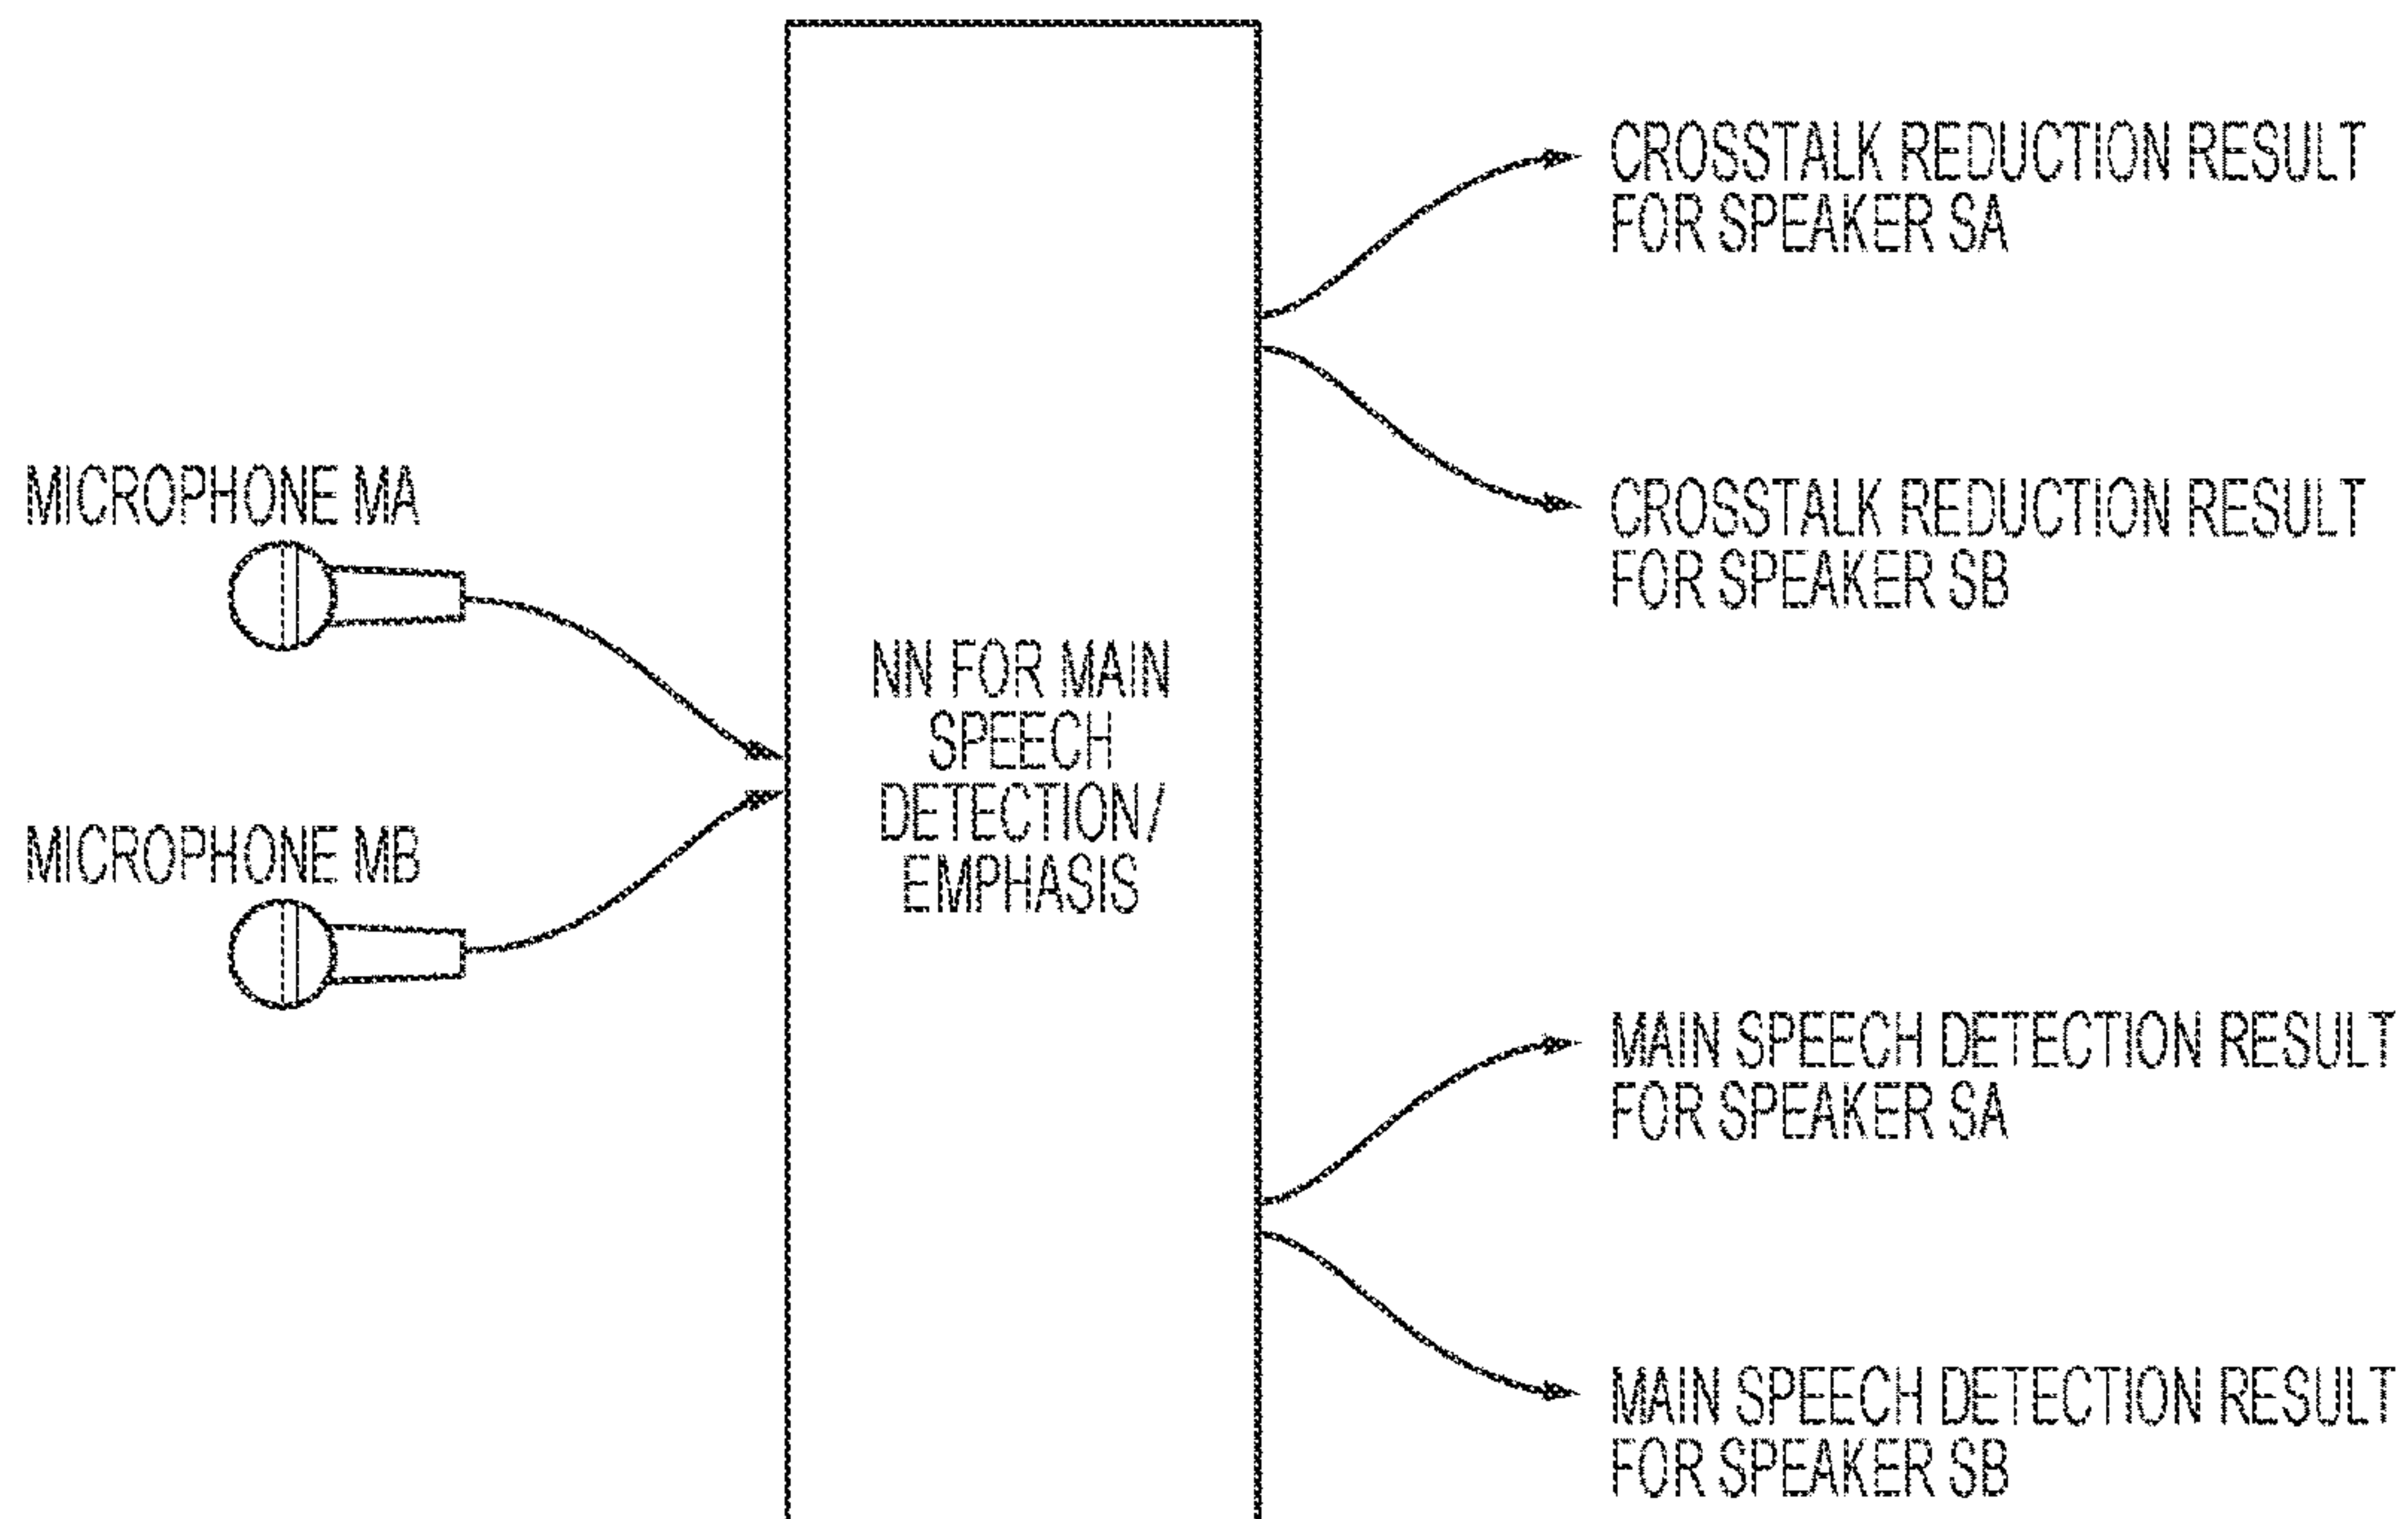 MICROPHONE MA
MICROPHONE MB
NN FOR MAIN
SPEECH
DETECTION/
EMPHASIS
CROSSTALK REDUCTION RESULT
FOR SPEAKER SA
CROSSTALK REDUCTION RESULT
FOR SPEAKER SB
MAIN SPEECH DETECTION RESULT
FOR SPEAKER SA
MAIN SPEECH DETECTION RESULT
FOR SPEAKER SB